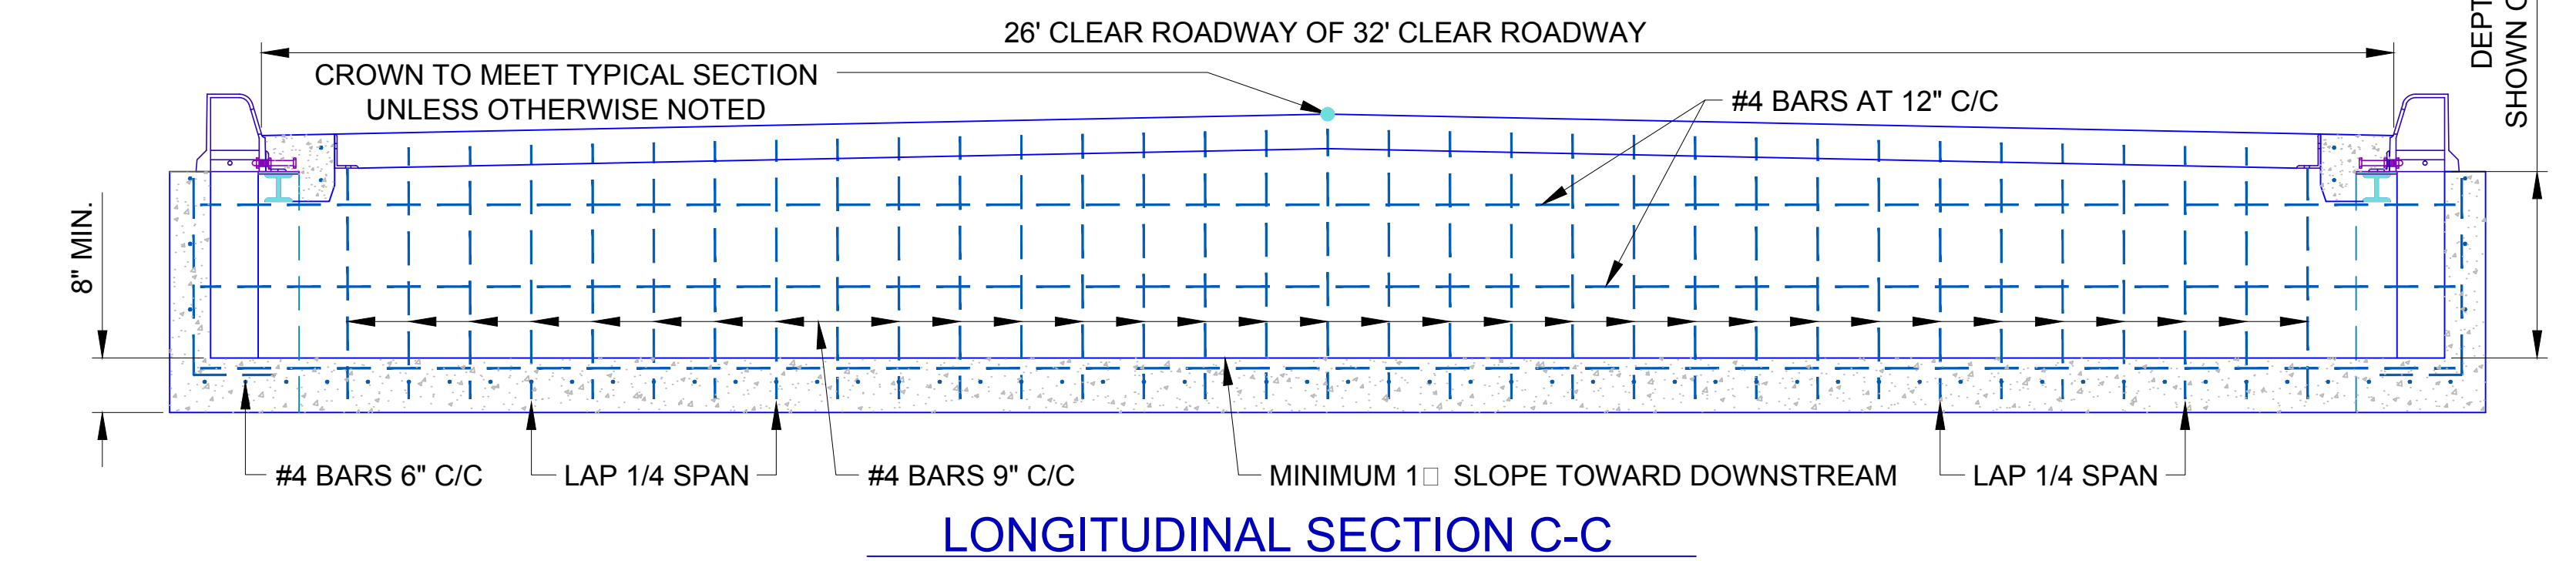 26' CLEAR ROADWAY OF 32' CLEAR ROADWAY
CROWN TO MEET TYPICAL SECTION
UNLESS OTHERWISE NOTED
#4 BARS AT 12" C/C
DEPT
SHOWN
8" MIN.
#4 BARS 6" C/C
LAP 1/4 SPAN
#4 BARS 9" C/C
MINIMUM 1□ SLOPE TOWARD DOWNSTREAM
LAP 1/4 SPAN
LONGITUDINAL SECTION C-C